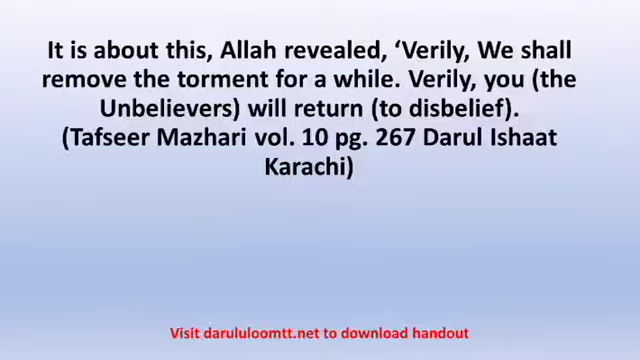 It is about this, Allah revealed, ‘Verily, We shall
remove the torment for a while. Verily, you (the
Unbelievers) will return (to disbelief).
(Tafseer Mazhari vol. 10 pg. 267 Darul Ishaat
Karachi)
Visit darululoomtt.net to download handout